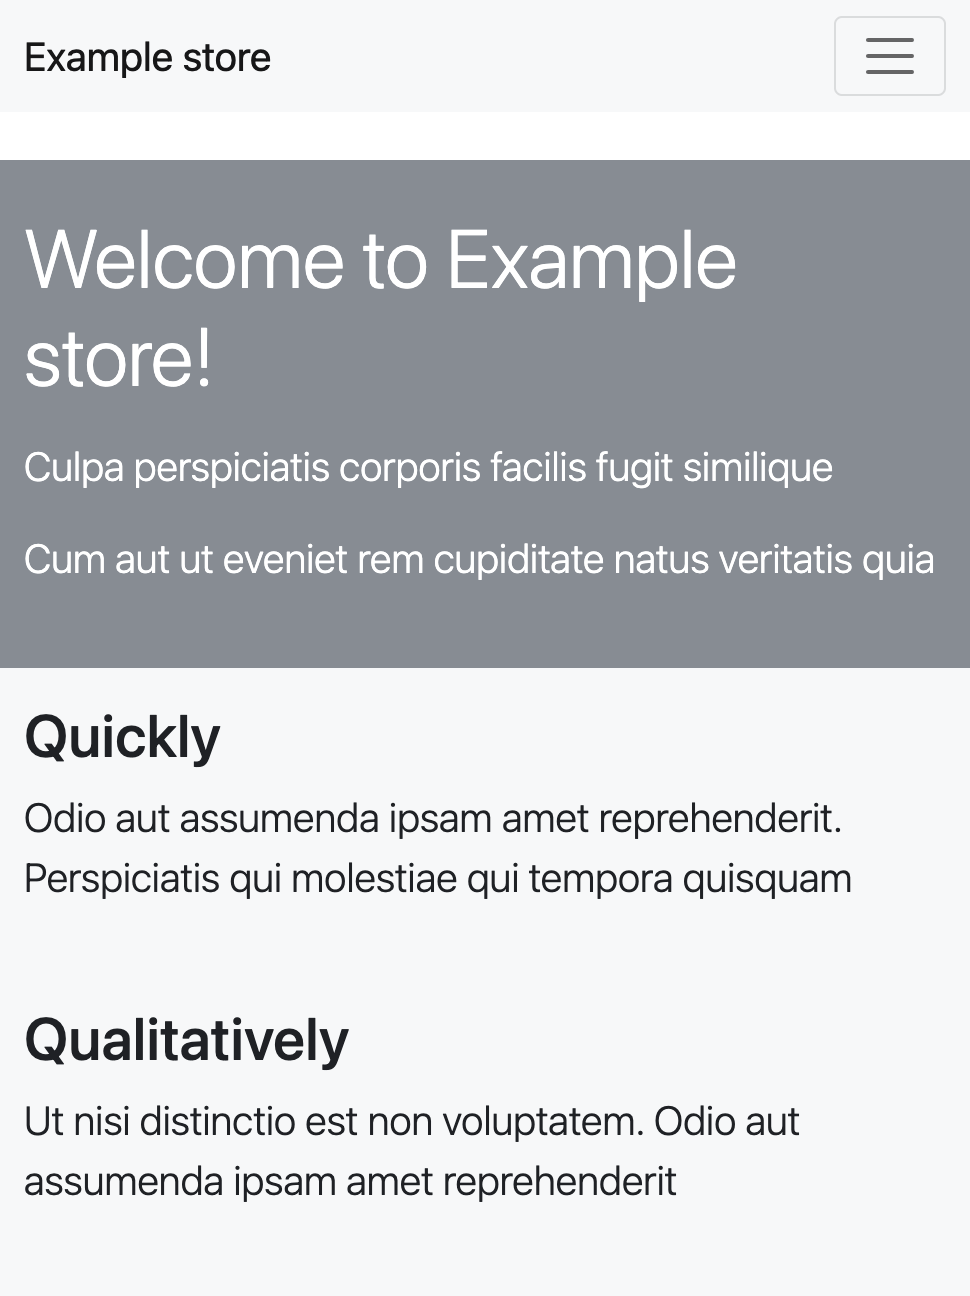 Example store
Welcome to Example
store!
Culpa perspiciatis corporis facilis fugit similique
Cum aut ut eveniet rem cupiditate natus veritatis quia
Quickly
Odio aut assumenda ipsam amet reprehenderit.
Perspiciatis qui molestiae qui tempora quisquam
Qualitatively
Ut nisi distinctio est non voluptatem. Odio aut
assumenda ipsam amet reprehenderit